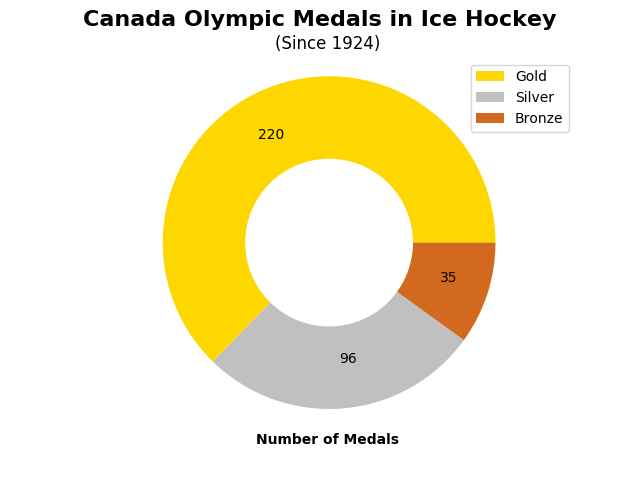 Canada Olympic Medals in Ice Hockey
(Since 1924)
Gold
Silver
Bronze
220
35
96
Number of Medals